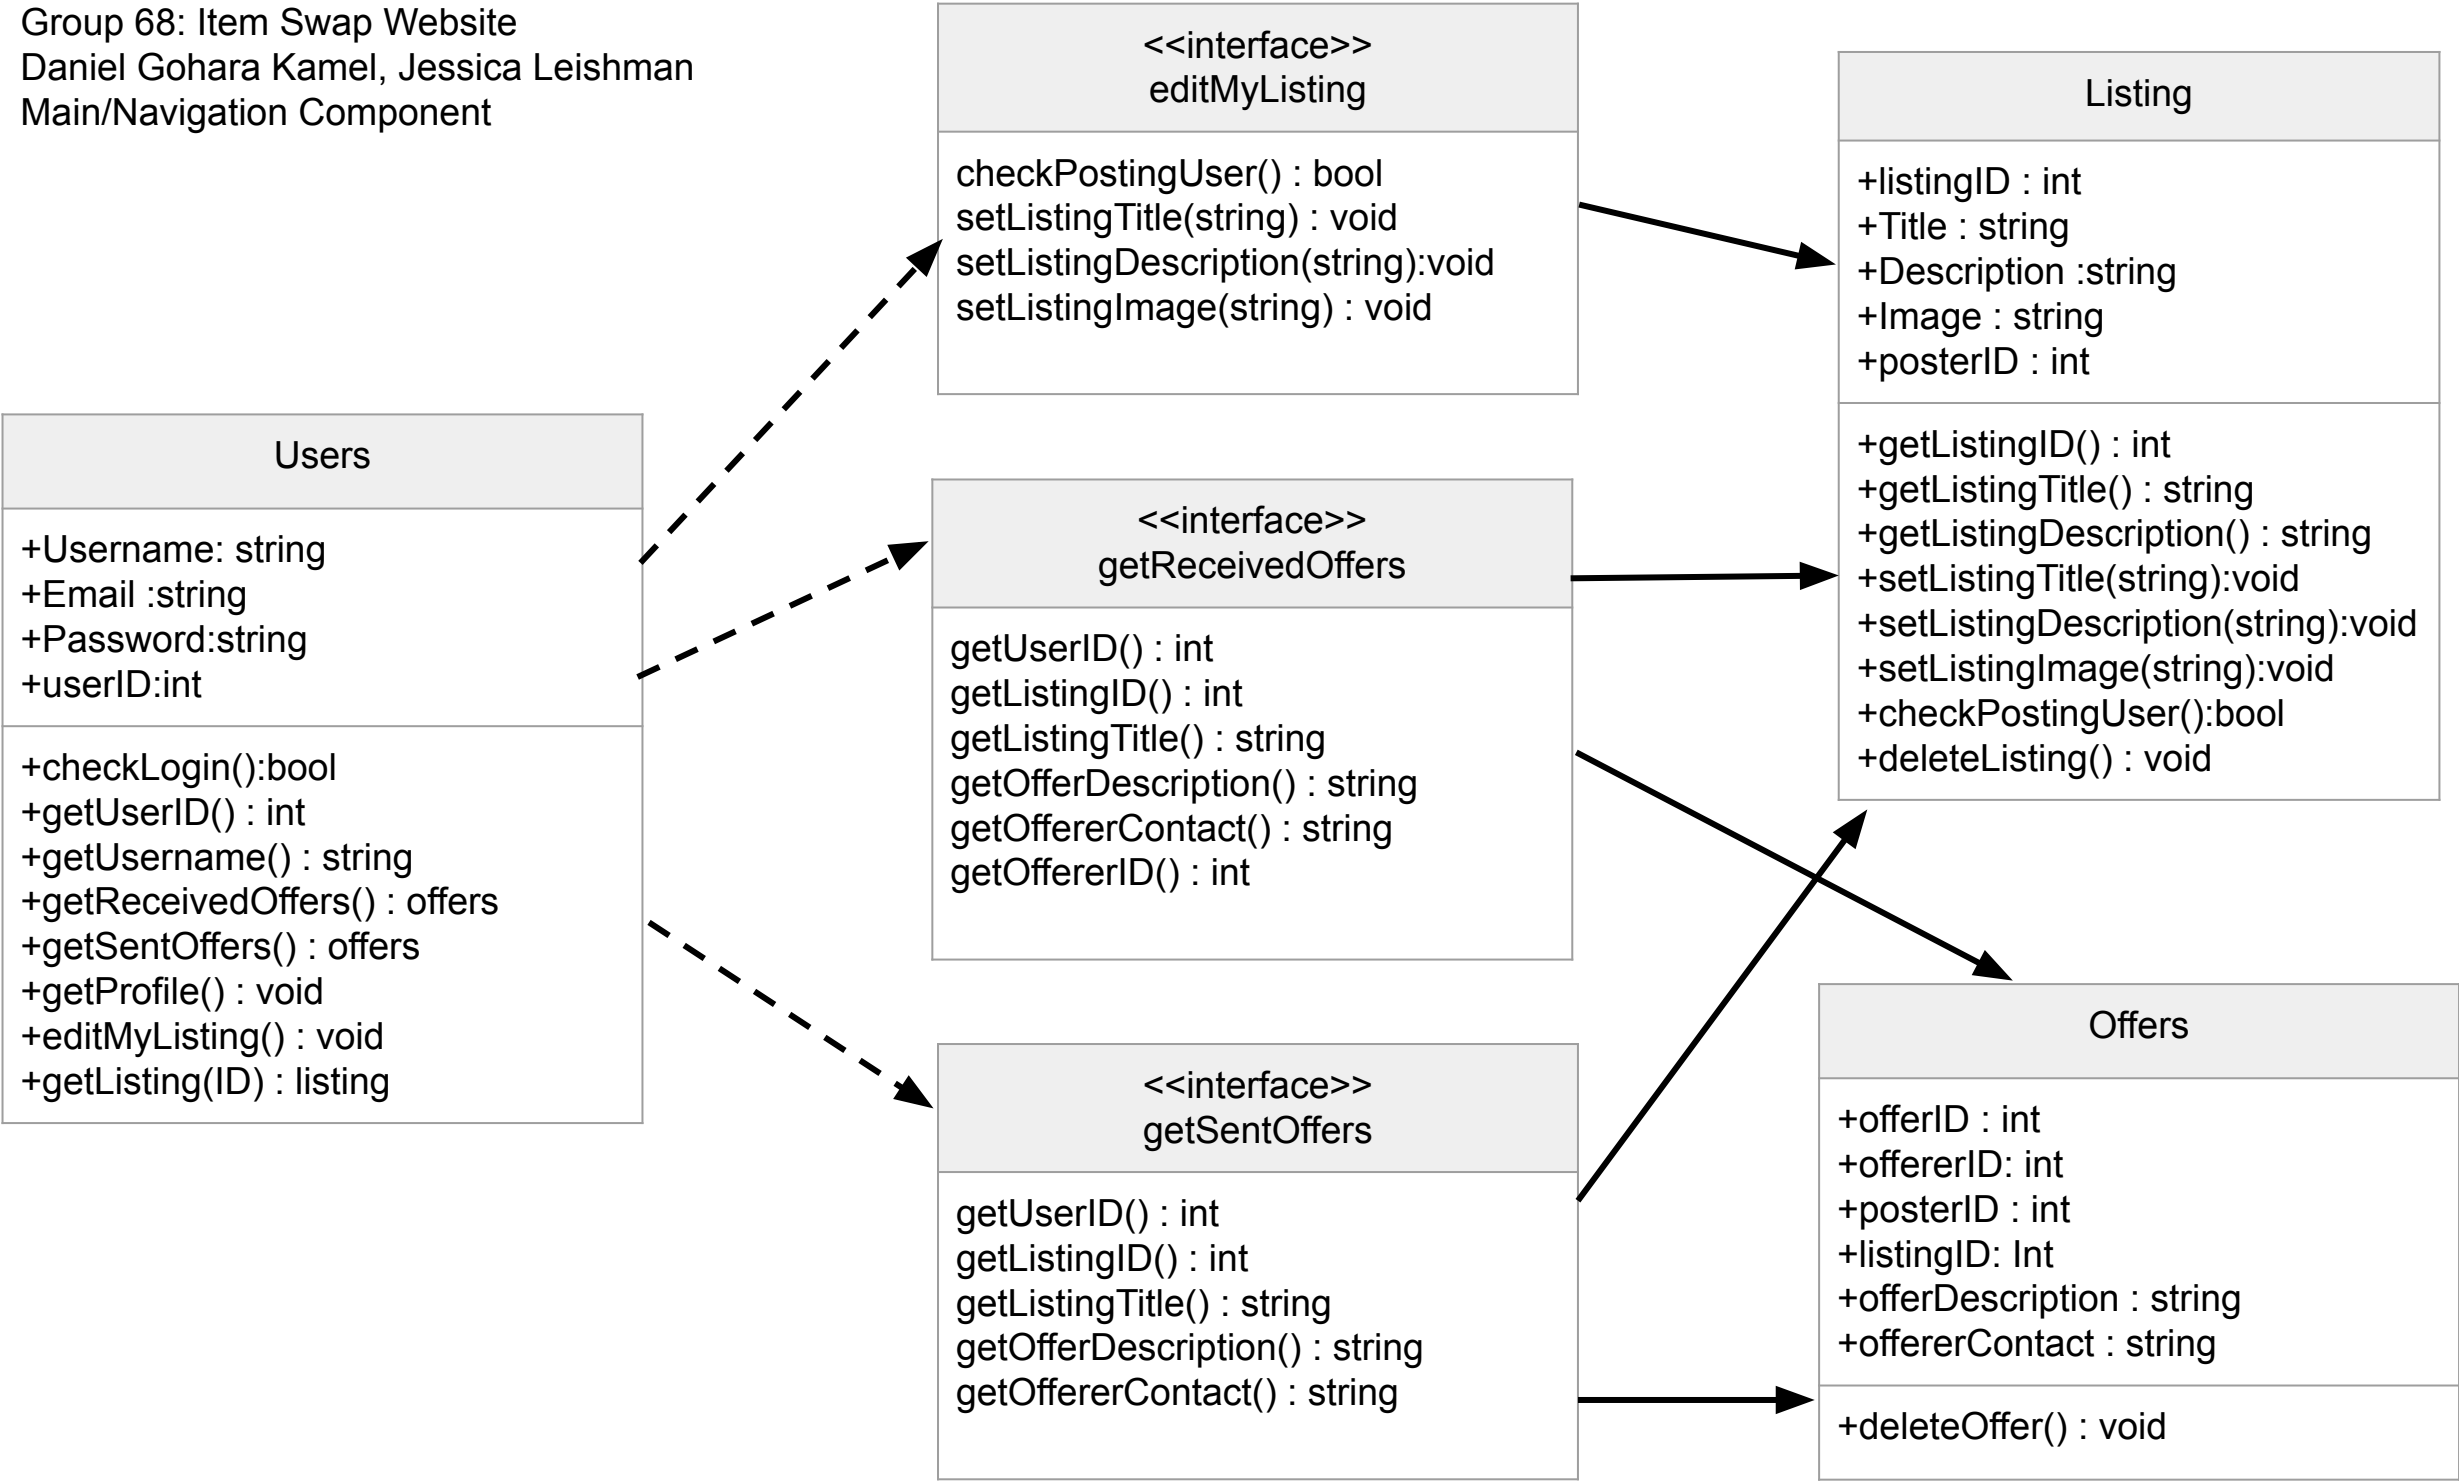 Group 68: Item Swap Website
Daniel Gohara Kamel, Jessica Leishman
Main/Navigation Component
Users
+Username: string
+Email :string
+Password:string
+userID:int
+checkLogin():bool
+getUserID() : int
+getUsername() : string
+getReceivedOffers() : offers
+getSentOffers() : offers
+getProfile() : void
+editMyListing() : void
+getListing(ID) : listing
<<interface>>
editMyListing
checkPostingUser() : bool
setListingTitle(string) : void
setListingDescription(string):void
setListingImage(string) : void
<<interface>>
getReceivedOffers
getUserID() : int
getListingID() : int
getListingTitle() : string
getOfferDescription() : string
getOffererContact() : string
getOffererID() : int
<<interface>>
getSentOffers
getUserID() : int
getListingID() : int
getListingTitle() : string
getOfferDescription() : string
getOffererContact() : string
Listing
+listingID : int
+Title : string
+Description :string
+Image : string
+posterID : int
+getListingID() : int
+getListingTitle() : string
+getListingDescription() : string
+setListingTitle(string):void
+setListingDescription(string):void
+setListingImage(string):void
+checkPostingUser():bool
+deleteListing() : void
Offers
+offerID : int
+offererID: int
+posterID : int
+listingID: Int
+offerDescription : string
+offererContact : string
+deleteOffer() : void